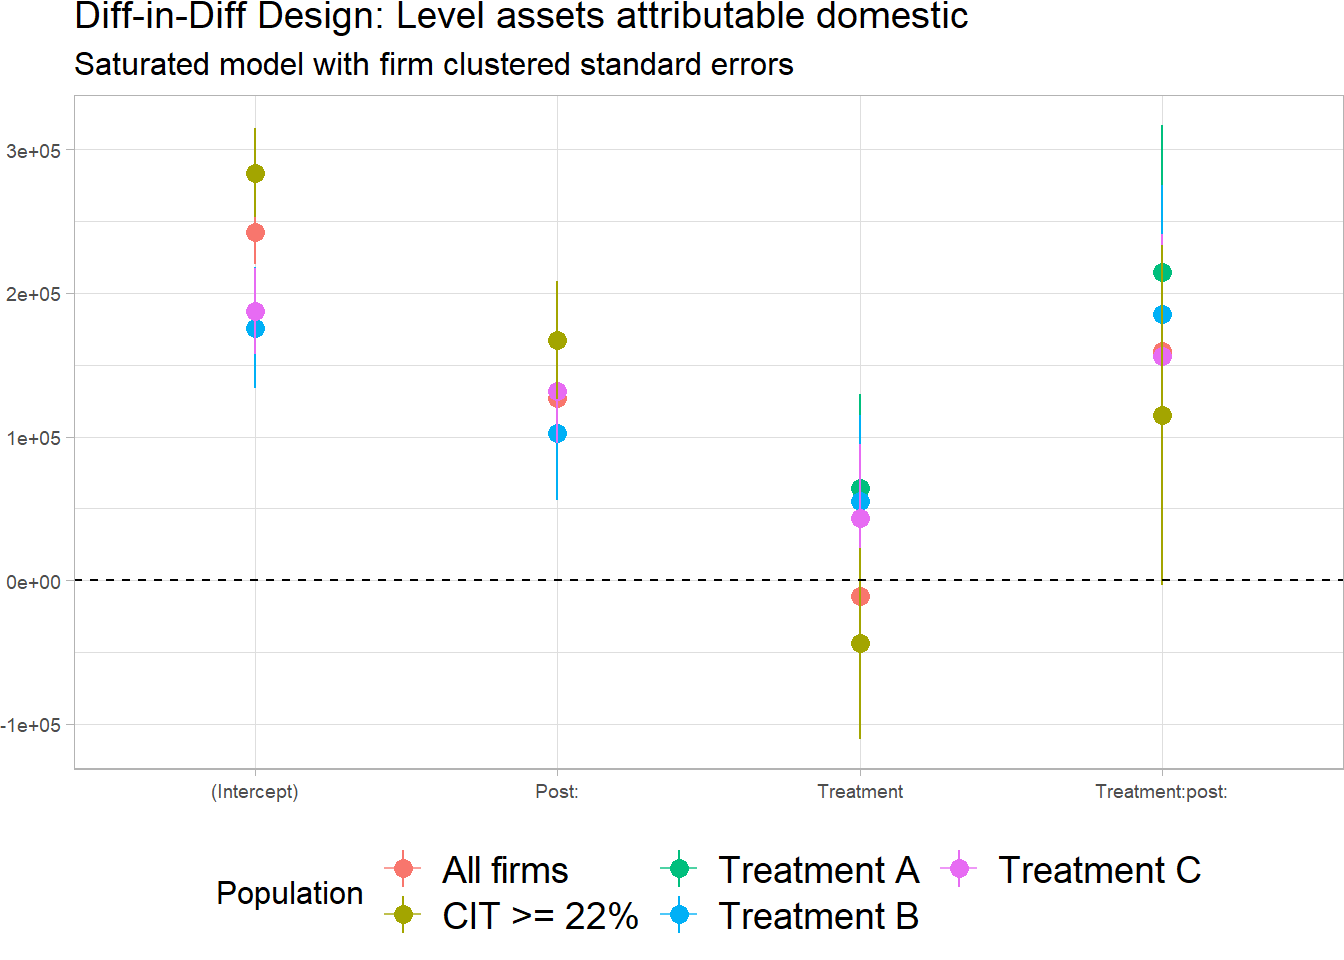 Diff-in-Diff Design: Level assets attributable domestic
Saturated model with firm clustered standard errors
3e+05
2e+05
1e+05
0e+00
-1e+05
(Intercept) Post: Treatment Treatment:post:
Population
All firms Treatment A Treatment C
CIT >= 22% Treatment B